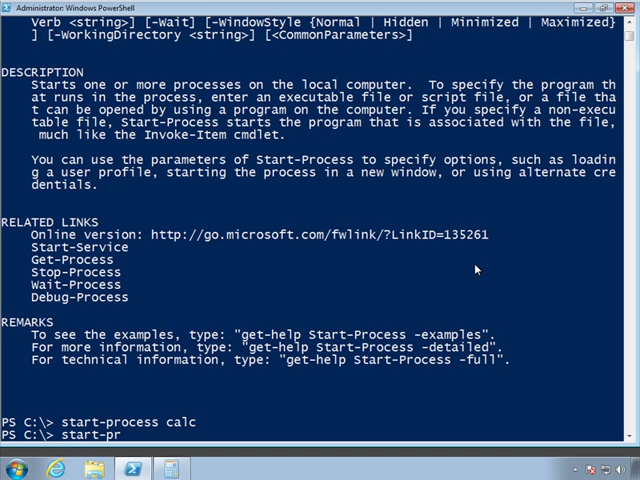 Administrator: Windows PowerShell
Verb <string>] [-Wait] [-WindowStyle {Normal | Hidden | Minimized | Maximized}
] [-WorkingDirectory <string>] [<CommonParameters>]
DESCRIPTION
Starts one or more processes on the local computer.  To specify the program th
at runs in the process, enter an executable file or script file, or a file tha
t can be opened by using a program on the computer. If you specify a non-execu
table file, Start-Process starts the program that is associated with the file,
 much like the Invoke-Item cmdlet.
You can use the parameters of Start-Process to specify options, such as loadin
g a user profile, starting the process in a new window, or using alternate cre
dentials.
RELATED LINKS
Online version: http://go.microsoft.com/fwlink/?LinkID=135261
Start-Service
Get-Process
Stop-Process
Wait-Process
Debug-Process
REMARKS
To see the examples, type: "get-help Start-Process -examples".
For more information, type: "get-help Start-Process -detailed".
For technical information, type: "get-help Start-Process -full".
PS C:\> start-process calc
PS C:\> start-pr